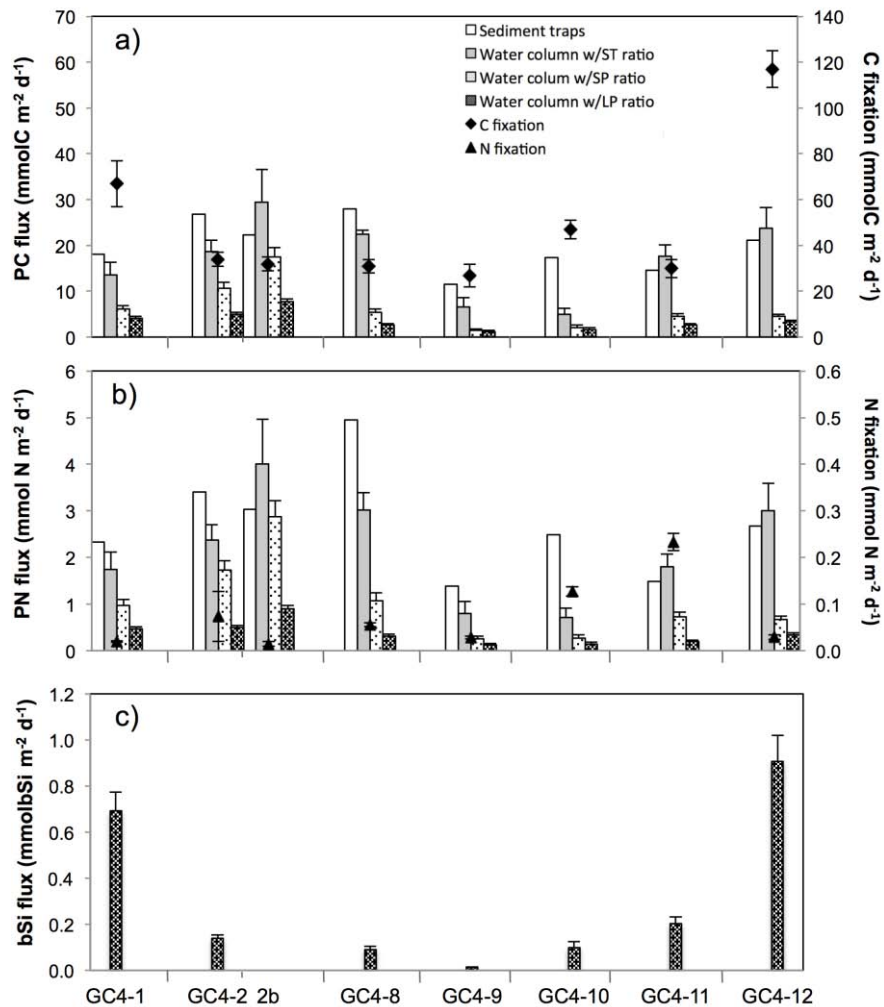 a)
Sediment traps
Water column w/ST ratio
Water colum w/SP ratio
Water column w/LP ratio
C fixation
N fixation
PC flux (mmolC m⁻² d⁻¹)
70
60
50
40
30
20
10
0
C fixation (mmolC m⁻² d⁻¹)
140
120
100
80
60
40
20
0
b)
PN flux (mmol N m⁻² d⁻¹)
6
5
4
3
2
1
0
N fixation (mmol N m⁻² d⁻¹)
0.6
0.5
0.4
0.3
0.2
0.1
0.0
c)
bSi flux (mmolbSi m⁻² d⁻¹)
1.2
1.0
0.8
0.6
0.4
0.2
0.0
GC4-1 GC4-2 2b GC4-8 GC4-9 GC4-10 GC4-11 GC4-12